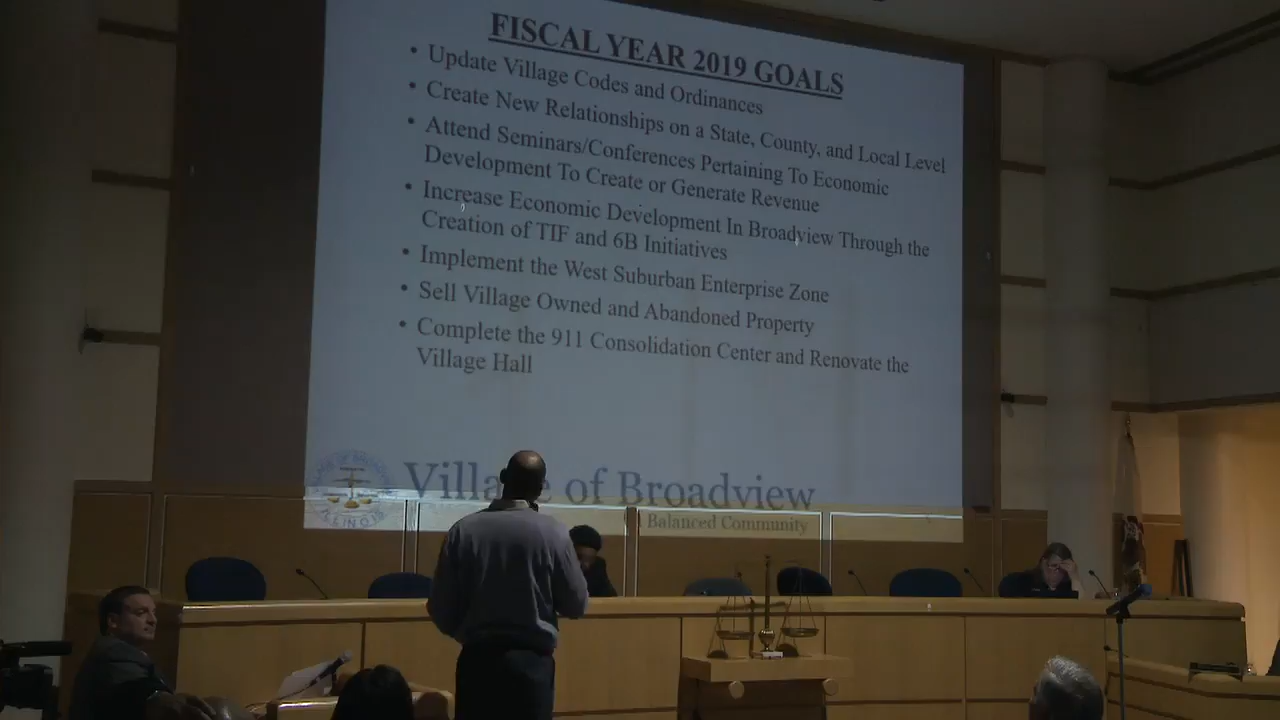 FISCAL YEAR 2019 GOALS
• Update Village Codes and Ordinances
• Create New Relationships on a State, County, and Local Level
• Attend Seminars/Conferences Pertaining To Economic
Development To Create or Generate Revenue
• Increase Economic Development In Broadview Through the
Creation of TIF and 6B Initiatives
• Implement the West Suburban Enterprise Zone
• Sell Village Owned and Abandoned Property
• Complete the 911 Consolidation Center and Renovate the
Village Hall
of Broadview
Balanced Community
ILLINOIS